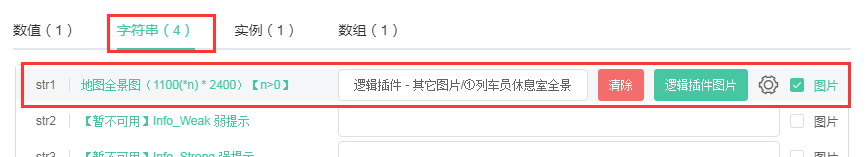 数值（1） 字符串（4） 实例（1） 数组（1）
str1 地图全景图（1100(*n) * 2400）【n>0】 逻辑插件 - 其它图片/①列车员休息室全景 清除 逻辑插件图片 图片
str2 【暂不可用】Info_Weak 弱提示 图片
str3 【暂不可用】Info_Strong 强提示 图片